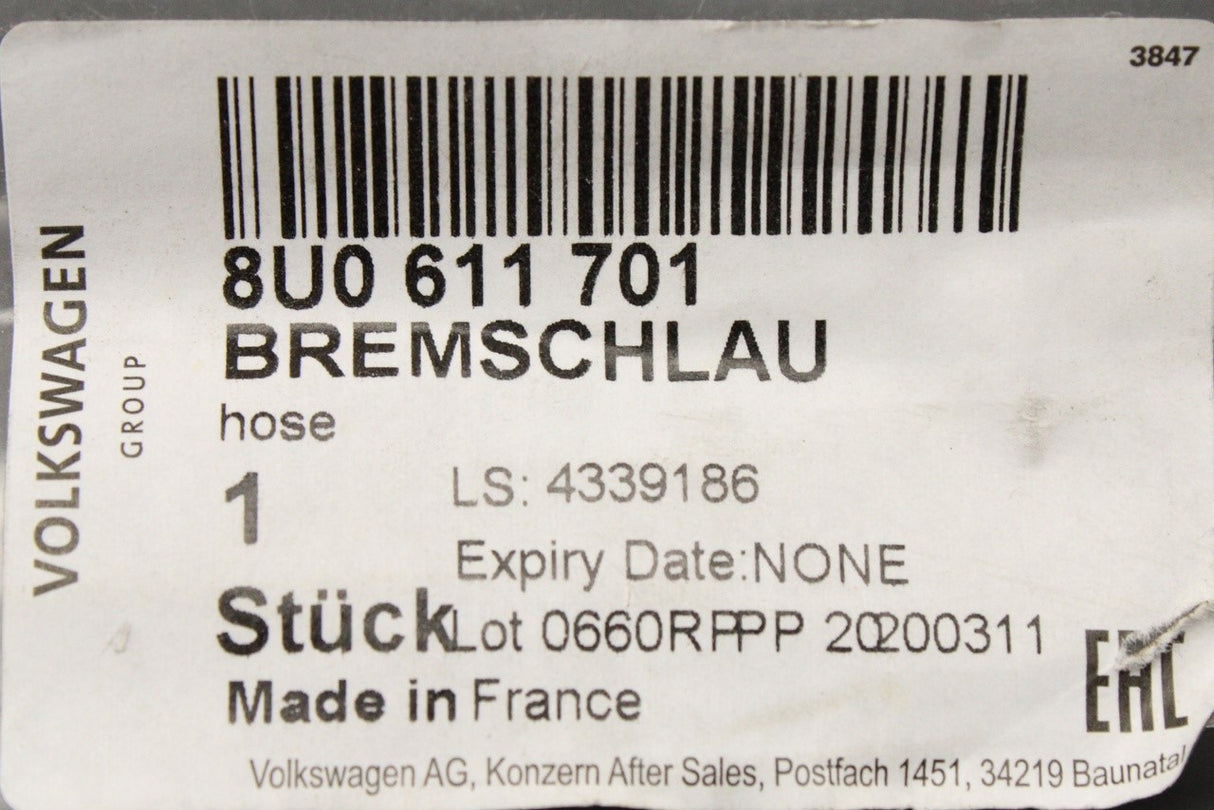 3847
VOLKSWAGEN
GROUP
8U0 611 701
BREMSCHLAU
hose
1
LS: 4339186
Expiry Date:NONE
Stück
Lot 0660RPPP 20200311
Made in France
EAC
Volkswagen AG, Konzern After Sales, Postfach 1451, 34219 Baunatal